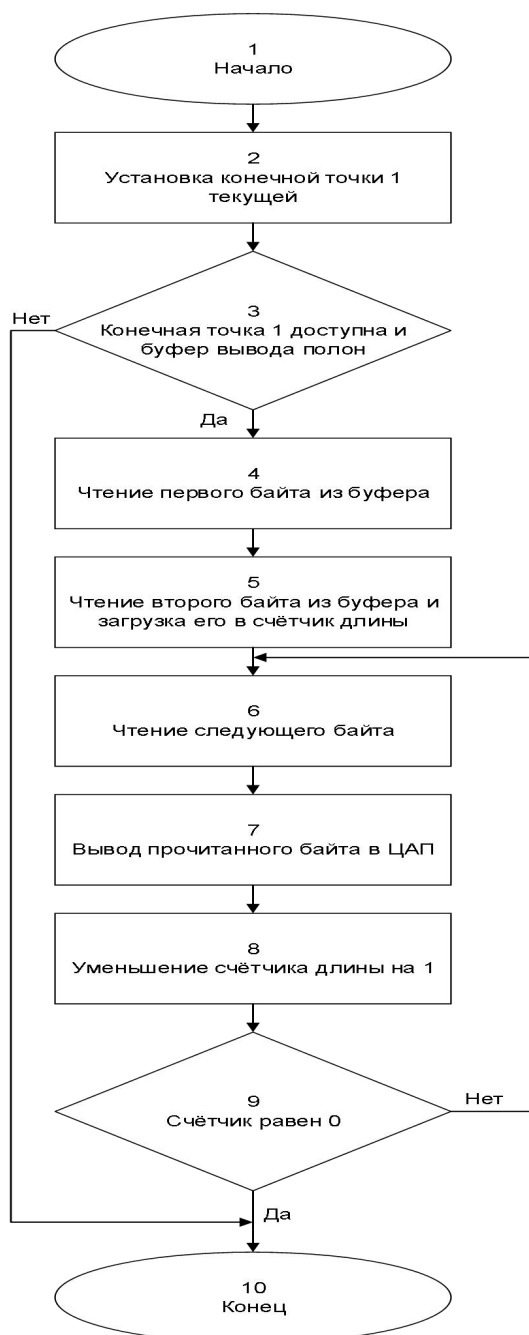 1
Начало
2
Установка конечной точки 1
текущей
3
Конечная точка 1 доступна и
буфер вывода полон
Нет
Да
4
Чтение первого байта из буфера
5
Чтение второго байта из буфера и
загрузка его в счётчик длины
6
Чтение следующего байта
7
Вывод прочитанного байта в ЦАП
8
Уменьшение счётчика длины на 1
9
Счётчик равен 0
Нет
Да
10
Конец